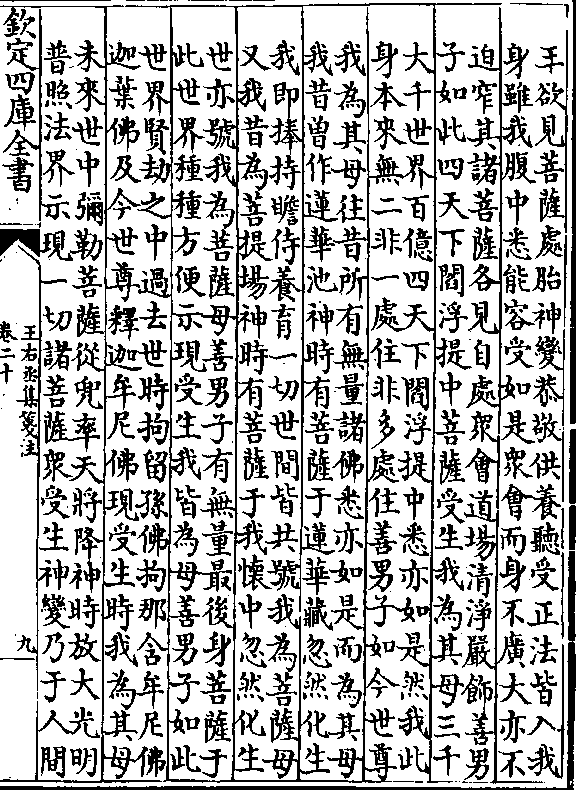 王欲見菩薩處胎神變恭敬供養聽受正法皆入我
身雖我腹中悉能容受如是衆會而身不廣大亦不
迫窄其諸菩薩各見自處衆會道場清淨嚴飾善男
子如此四天下閻浮提中菩薩受生我為其母三千
大千世界百億四天下閻浮提中悉亦如是然我此
身本來無二非一處住非多處住善男子如今世尊
我為其母往昔所有無量諸佛悉亦如是而為其母
我昔曽作蓮華池神時有菩薩于蓮華藏忽然化生
我即捧持瞻侍養育一切世間皆共號我為菩薩母
又我昔為菩提場神時有菩薩于我懷中忽然化生
世亦號我為菩薩母善男子有無量最後身菩薩于
此世界種種方便示現受生我皆為母善男子如此
世界賢劫之中過去世時拘留孫佛拘那含牟尼佛
迦葉佛及今世尊釋迦牟尼佛現受生時我為其母
未來世中彌勒菩薩從兜率天將降神時放大光明
普照法界示現一切諸菩薩衆受生神變乃于人間
欽定四庫全書
王右丞集箋注
卷二十
九